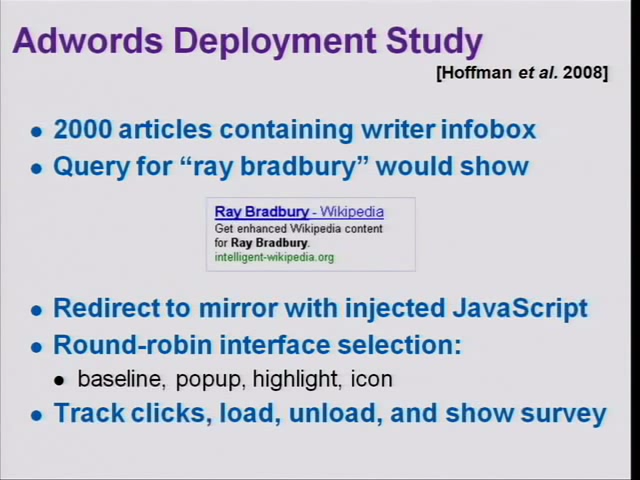 Adwords Deployment Study
[Hoffman et al. 2008]
• 2000 articles containing writer infobox
• Query for “ray bradbury” would show
Ray Bradbury - Wikipedia
Get enhanced Wikipedia content
for Ray Bradbury.
intelligent-wikipedia.org
• Redirect to mirror with injected JavaScript
• Round-robin interface selection:
• baseline, popup, highlight, icon
• Track clicks, load, unload, and show survey